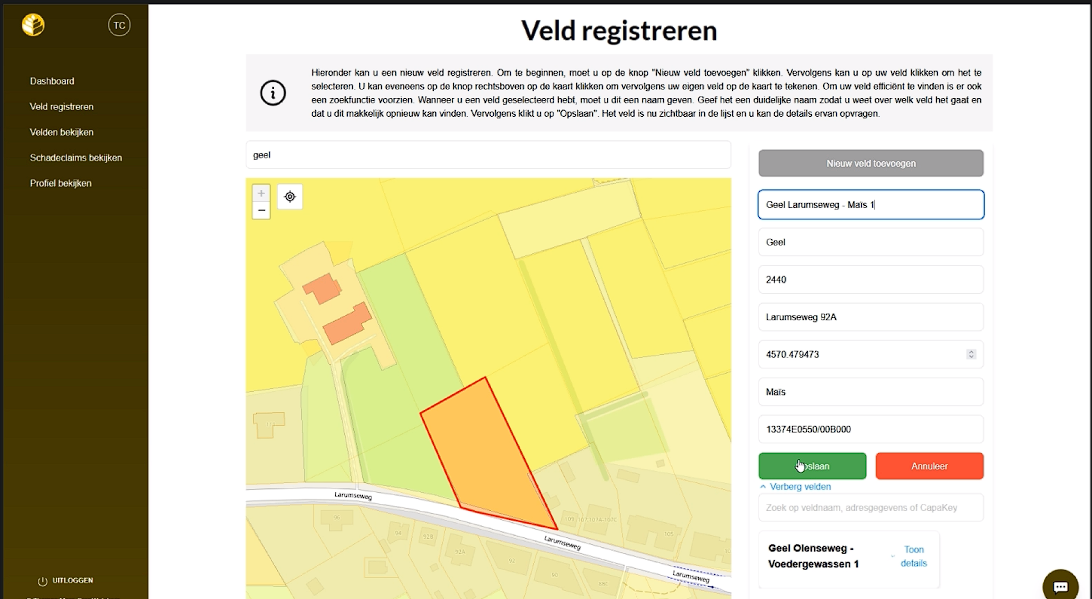 TC
Dashboard
Veld registreren
Velden bekijken
Schadeclaims bekijken
Profiel bekijken
UITLOGGEN
Veld registreren
Hieronder kan u een nieuw veld registreren. Om te beginnen, moet u op de knop "Nieuw veld toevoegen" klikken. Vervolgens kan u op uw veld klikken om het te
selecteren. U kan eveneens op de knop rechtsboven op de kaart klikken om vervolgens uw eigen veld op de kaart te tekenen. Om uw veld efficiënt te vinden is er ook
een zoekfunctie voorzien. Wanneer u een veld geselecteerd hebt, moet u dit een naam geven. Geef het een duidelijke naam zodat u weet over welk veld het gaat en
dat u dit makkelijk opnieuw kan vinden. Vervolgens klikt u op "Opslaan". Het veld is nu zichtbaar in de lijst en u kan de details ervan opvragen.
geel
+
−
Larumseweg
Larumseweg
Larumseweg
Nieuw veld toevoegen
Geel Larumseweg - Maïs 1
Geel
2440
Larumseweg 92A
4570.479473
Maïs
13374E0550/00B000
Opslaan
Annuleer
Verberg velden
Zoek op veldnaam, adresgegevens of CapaKey
Geel Olenseweg -
Voedergewassen 1
Toon
details